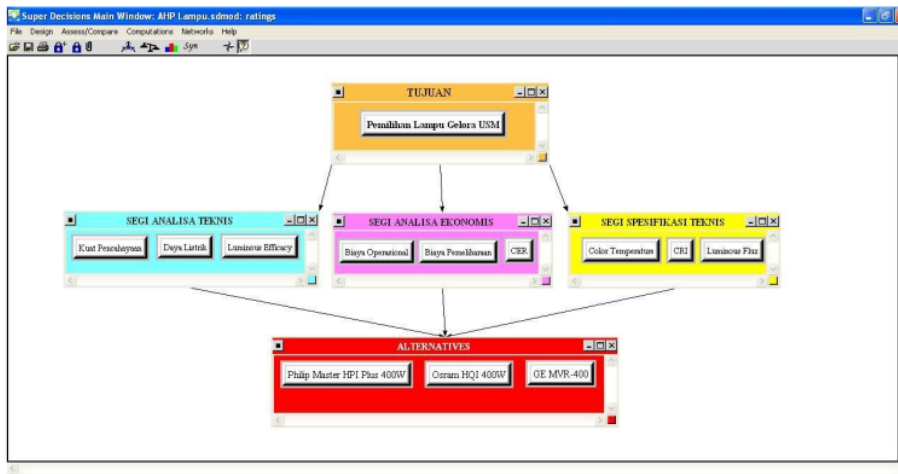 Super Decisions Main Window: AHP Lampu.sdmod: ratings
File Design Assess/Compare Computations Networks Help
Syn
TUJUAN
Pemilihan Lampu Gelora USM
SEGI ANALISA TEKNIS
Kuat Pencahayaan Daya Listrik Luminous Efficacy
SEGI ANALISA EKONOMIS
Biaya Operasional Biaya Pemeliharaan CER
SEGI SPESIFIKASI TEKNIS
Color Temperature CRI Luminous Flux
ALTERNATIVES
Philip Master HPI Plus 400W Osram HQI 400W GE MVR-400